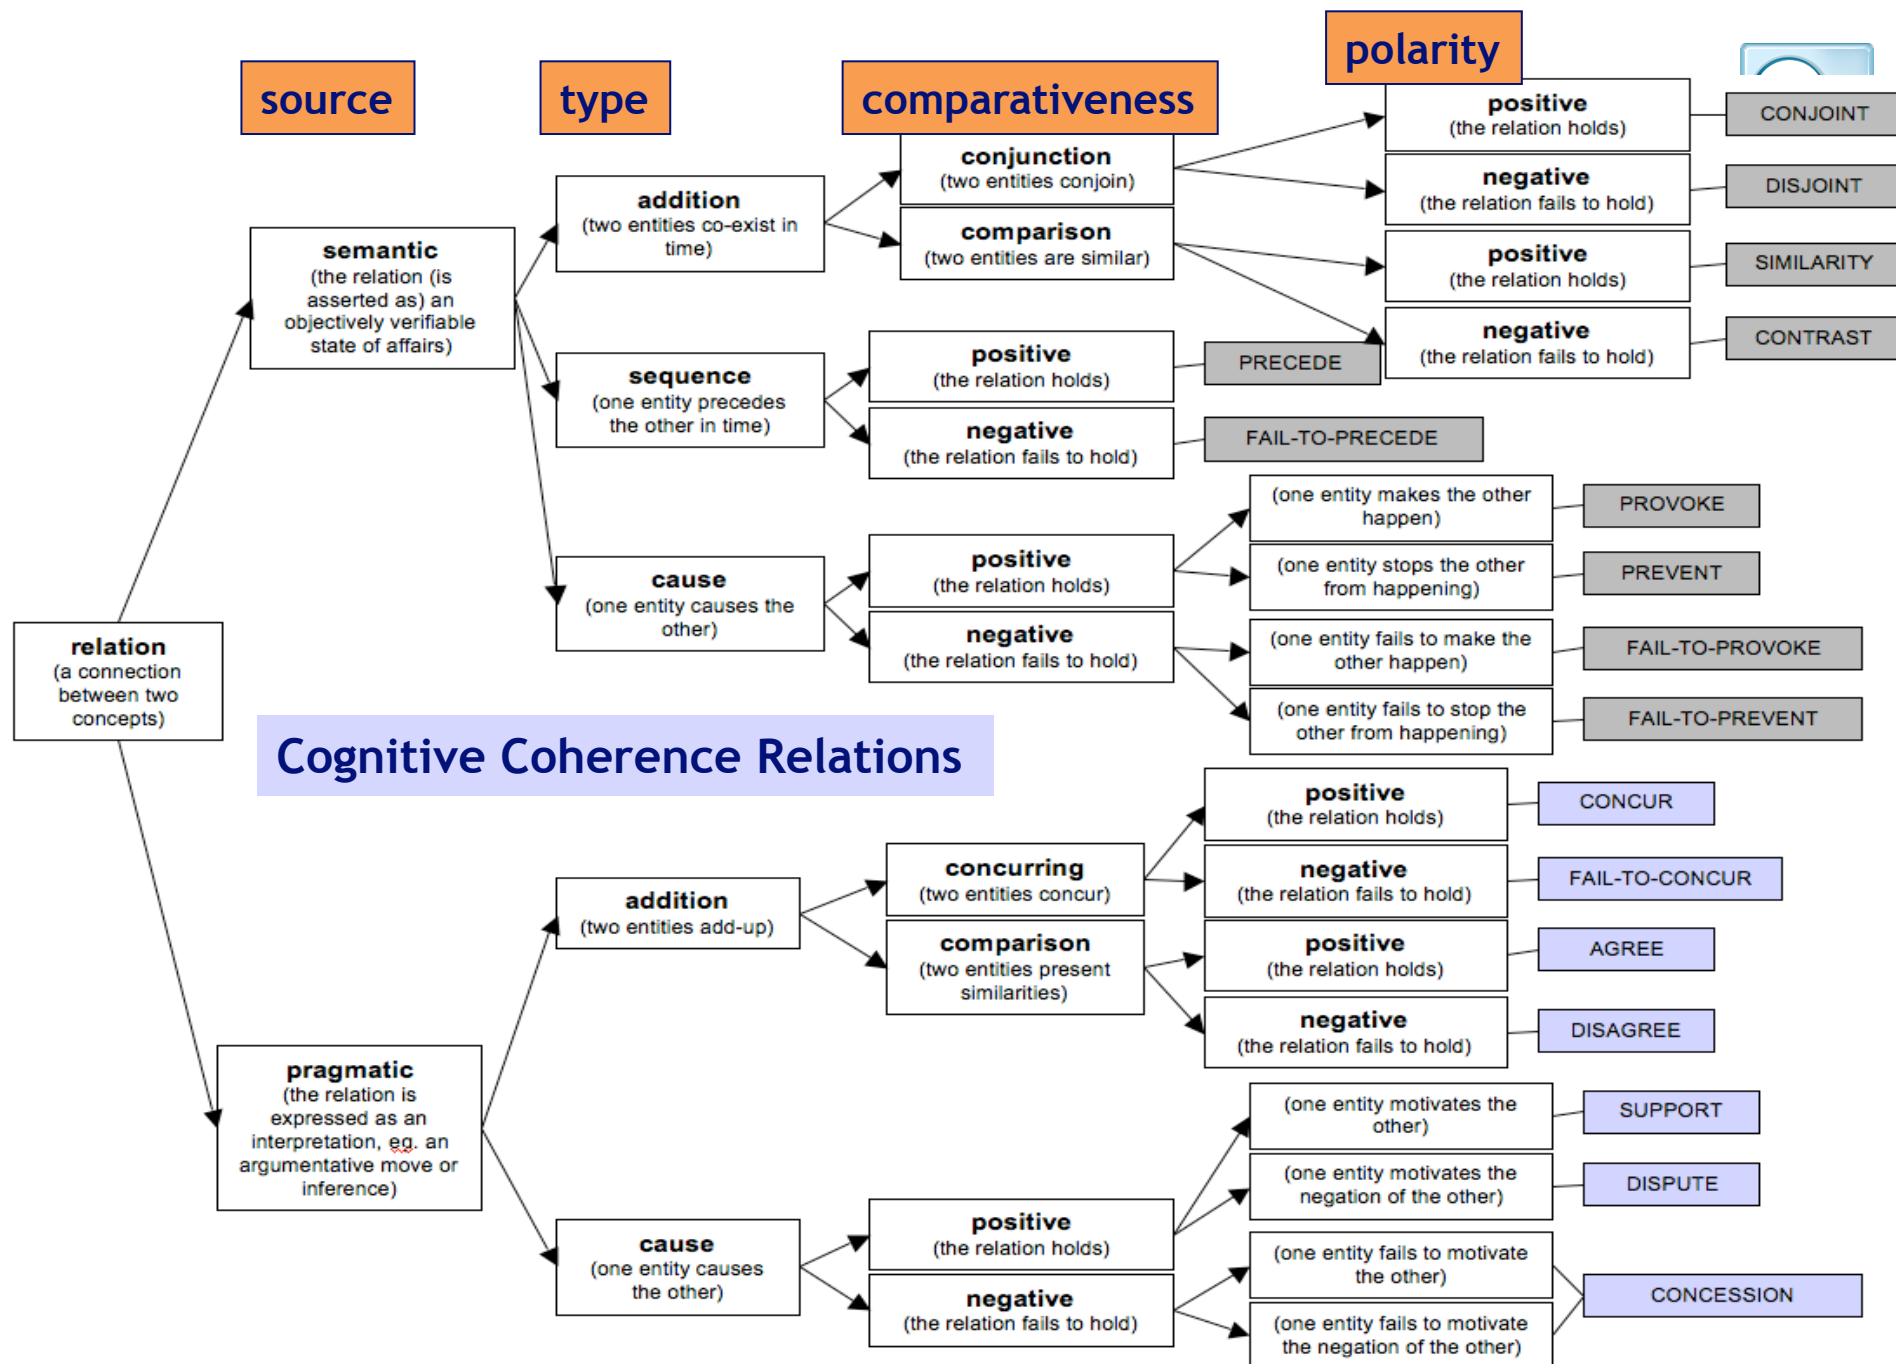 source
type
comparativeness
polarity
relation
(a connection
between two
concepts)
semantic
(the relation (is
asserted as) an
objectively verifiable
state of affairs)
addition
(two entities co-exist in
time)
conjunction
(two entities conjoin)
positive
(the relation holds)
CONJOINT
negative
(the relation fails to hold)
DISJOINT
comparison
(two entities are similar)
positive
(the relation holds)
SIMILARITY
negative
(the relation fails to hold)
CONTRAST
sequence
(one entity precedes
the other in time)
positive
(the relation holds)
PRECEDE
negative
(the relation fails to hold)
FAIL-TO-PRECEDE
cause
(one entity causes the
other)
positive
(the relation holds)
(one entity makes the other
happen)
PROVOKE
(one entity stops the other
from happening)
PREVENT
negative
(the relation fails to hold)
(one entity fails to make the
other happen)
FAIL-TO-PROVOKE
(one entity fails to stop the
other from happening)
FAIL-TO-PREVENT
Cognitive Coherence Relations
pragmatic
(the relation is
expressed as an
interpretation, eg. an
argumentative move or
inference)
addition
(two entities add-up)
concurring
(two entities concur)
positive
(the relation holds)
CONCUR
negative
(the relation fails to hold)
FAIL-TO-CONCUR
comparison
(two entities present
similarities)
positive
(the relation holds)
AGREE
negative
(the relation fails to hold)
DISAGREE
cause
(one entity causes
the other)
positive
(the relation holds)
(one entity motivates the
other)
SUPPORT
(one entity motivates the
negation of the other)
DISPUTE
negative
(the relation fails to hold)
(one entity fails to motivate
the other)
(one entity fails to motivate
the negation of the other)
CONCESSION